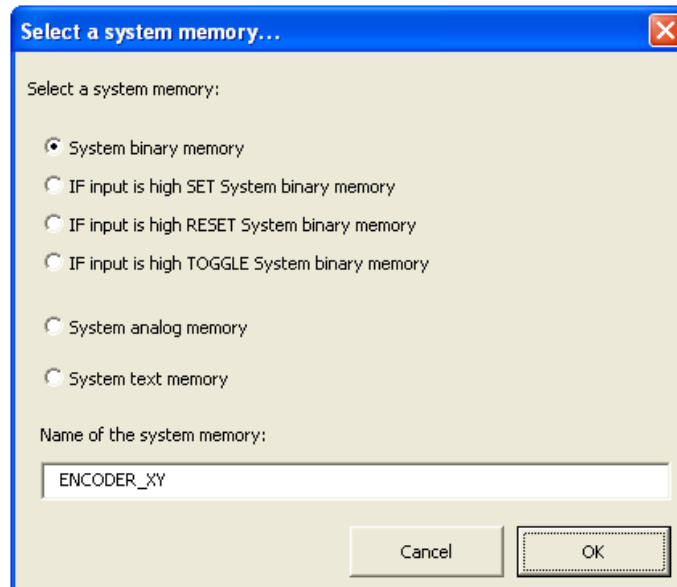 Select a system memory...
Select a system memory:
System binary memory
IF input is high SET System binary memory
IF input is high RESET System binary memory
IF input is high TOGGLE System binary memory
System analog memory
System text memory
Name of the system memory:
ENCODER_XY
Cancel OK